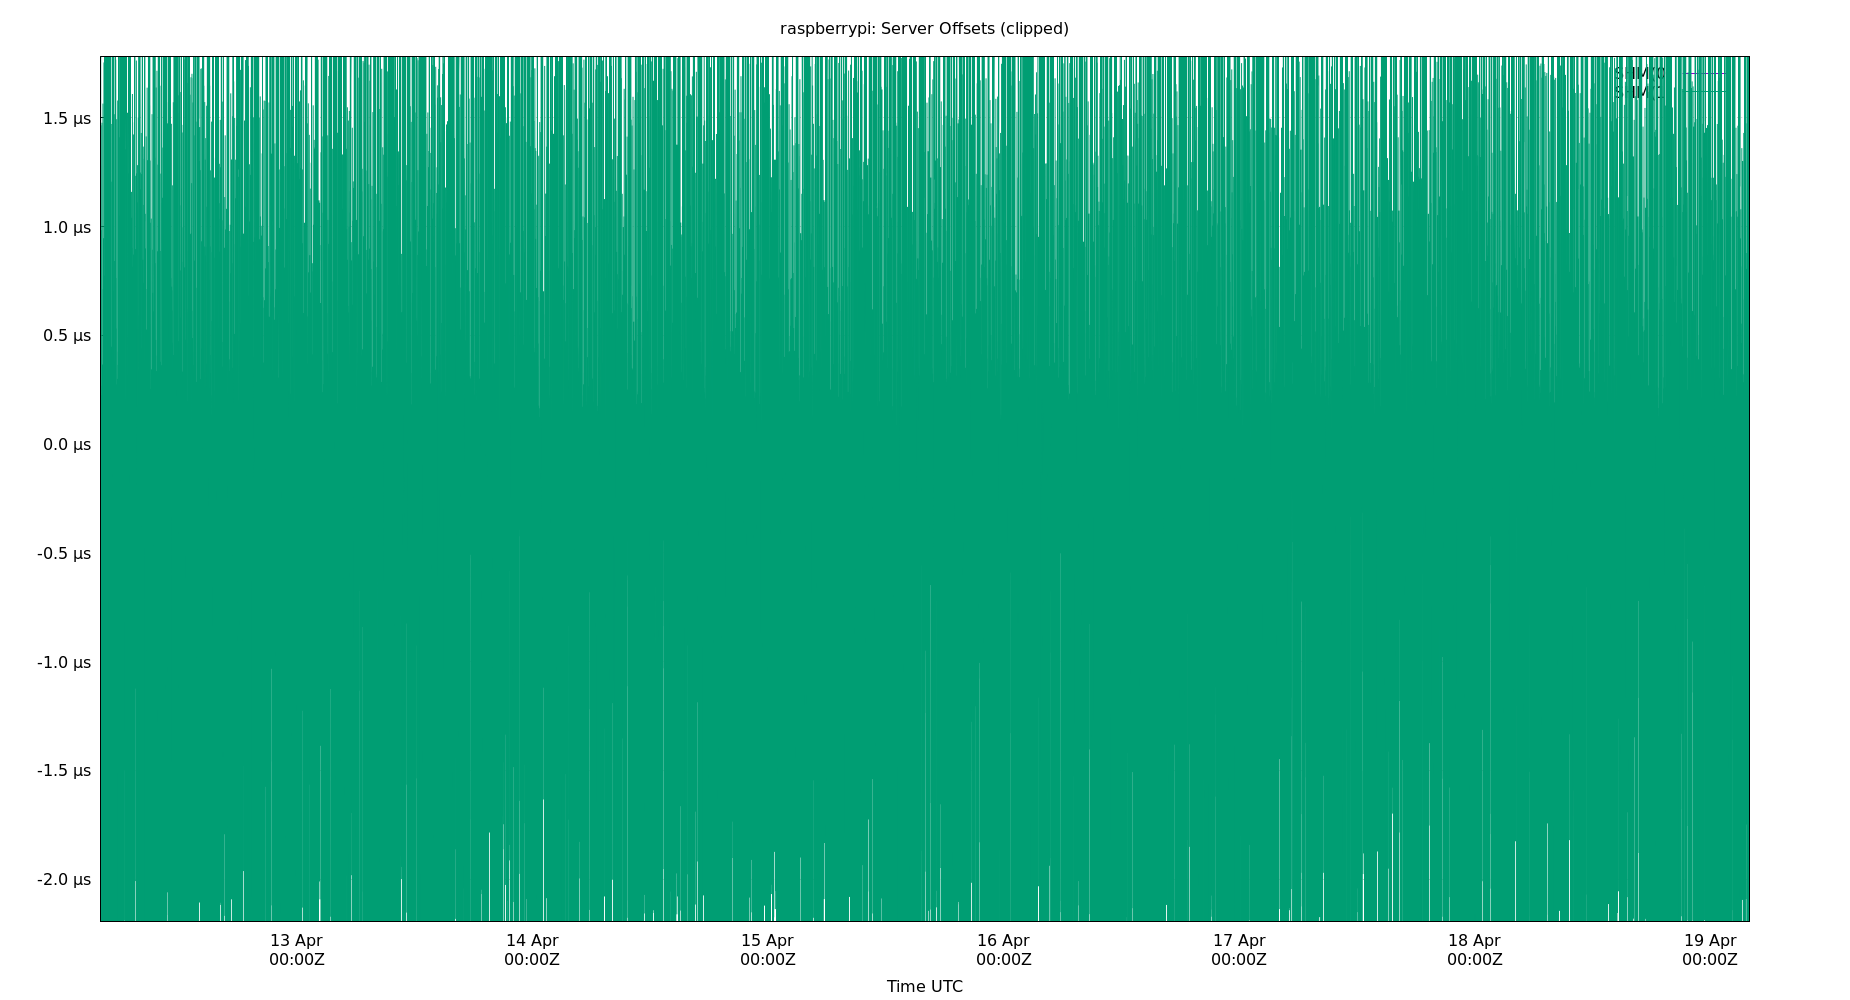 raspberrypi: Server Offsets (clipped)
1.5 µs
1.0 µs
0.5 µs
0.0 µs
-0.5 µs
-1.0 µs
-1.5 µs
-2.0 µs
13 Apr
00:00Z
14 Apr
00:00Z
15 Apr
00:00Z
16 Apr
00:00Z
17 Apr
00:00Z
18 Apr
00:00Z
19 Apr
00:00Z
Time UTC